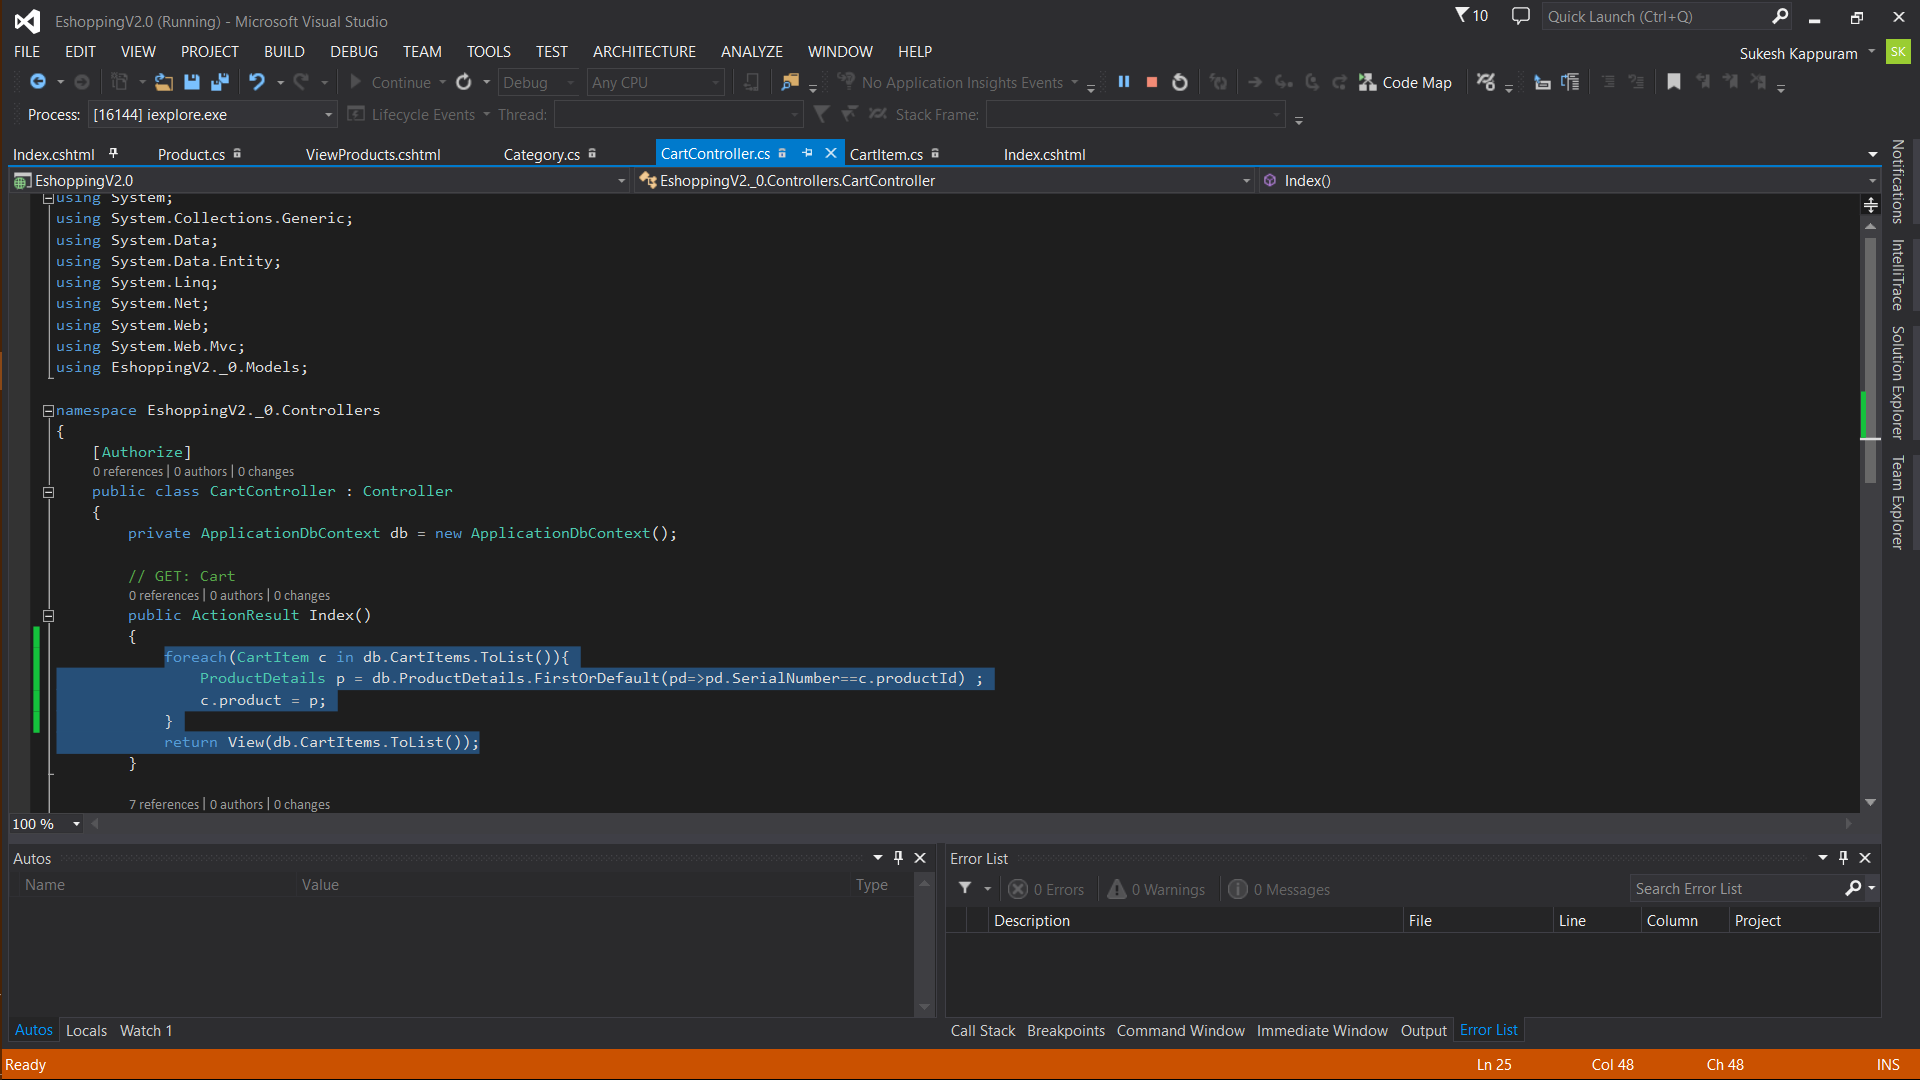 EshoppingV2.0 (Running) - Microsoft Visual Studio
10
Quick Launch (Ctrl+Q)
FILE EDIT VIEW PROJECT BUILD DEBUG TEAM TOOLS TEST ARCHITECTURE ANALYZE WINDOW HELP
Sukesh Kappuram SK
Continue Debug Any CPU No Application Insights Events Code Map
Process: [16144] iexplore.exe Lifecycle Events Thread: Stack Frame:
Index.cshtml Product.cs ViewProducts.cshtml Category.cs CartController.cs CartItem.cs Index.cshtml
EshoppingV2.0 EshoppingV2._0.Controllers.CartController Index()
using System;
using System.Collections.Generic;
using System.Data;
using System.Data.Entity;
using System.Linq;
using System.Net;
using System.Web;
using System.Web.Mvc;
using EshoppingV2._0.Models;
namespace EshoppingV2._0.Controllers
{
[Authorize]
0 references | 0 authors | 0 changes
public class CartController : Controller
{
private ApplicationDbContext db = new ApplicationDbContext();
// GET: Cart
0 references | 0 authors | 0 changes
public ActionResult Index()
{
foreach(CartItem c in db.CartItems.ToList()){
ProductDetails p = db.ProductDetails.FirstOrDefault(pd=>pd.SerialNumber==c.productId) ;
c.product = p;
}
return View(db.CartItems.ToList());
}
7 references | 0 authors | 0 changes
100 %
Notifications
IntelliTrace
Solution Explorer
Team Explorer
Autos
Name Value Type
Autos Locals Watch 1
Error List
0 Errors 0 Warnings 0 Messages Search Error List
Description File Line Column Project
Call Stack Breakpoints Command Window Immediate Window Output Error List
Ready Ln 25 Col 48 Ch 48 INS